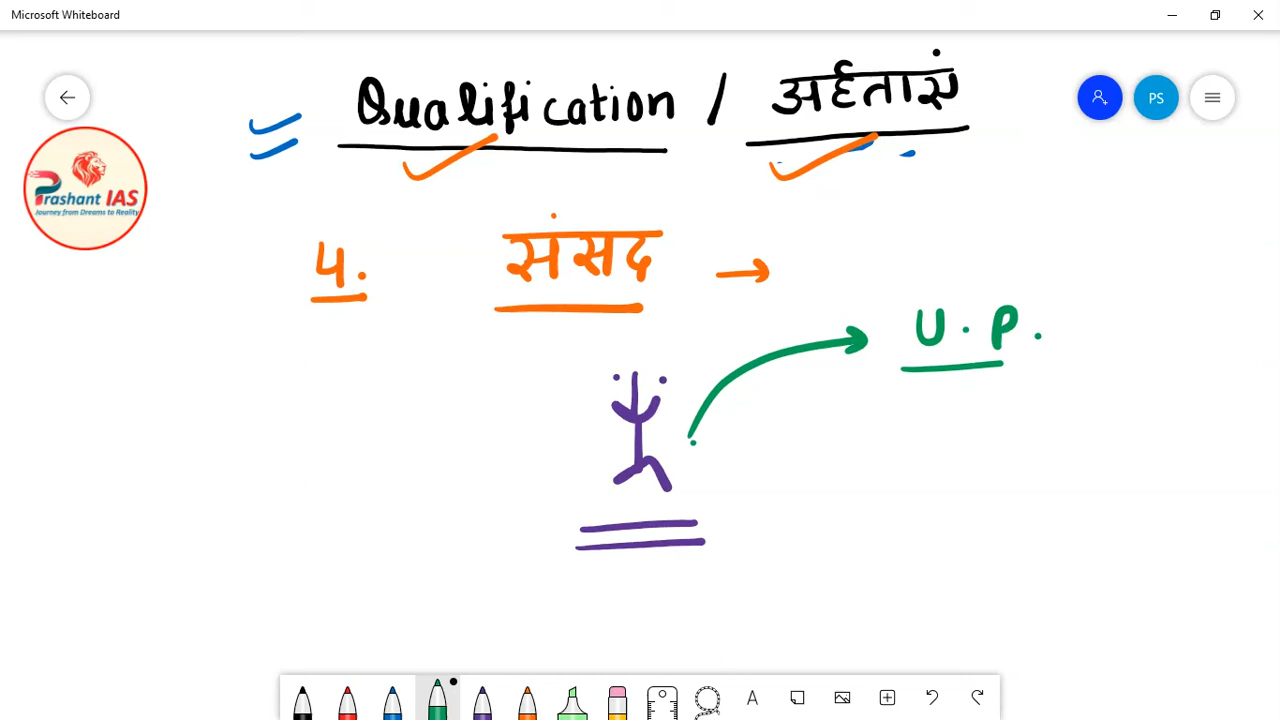 Microsoft Whiteboard
Qualification / अर्हतासं
PS
Prashant IAS
Journey from Dreams to Reality
4. संसद →
U.P.
A